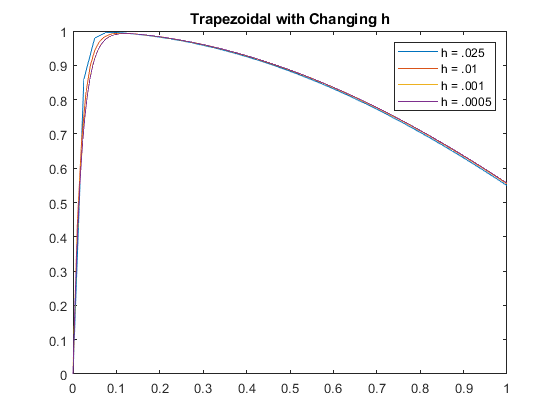 Trapezoidal with Changing h
1
0.9
0.8
0.7
0.6
0.5
0.4
0.3
0.2
0.1
0
h = .025
h = .01
h = .001
h = .0005
0 0.1 0.2 0.3 0.4 0.5 0.6 0.7 0.8 0.9 1